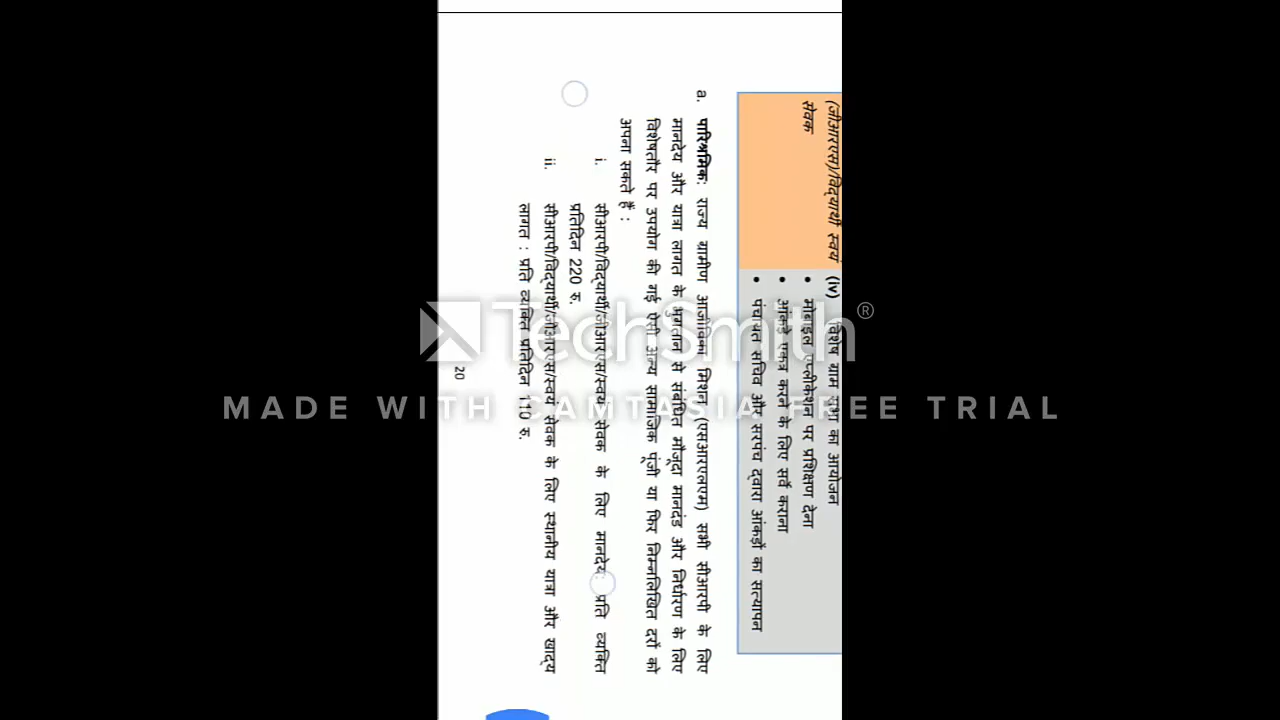 (जीआरएस)/विद्यार्थी स्वयं
सेवक
(iv) विशेष ग्राम सभा का आयोजन
• मोबाइल एप्लीकेशन पर प्रशिक्षण देना
• आंकड़े एकत्र करने के लिए सर्वे कराना
• पंचायत सचिव और सरपंच द्वारा आंकड़ों का सत्यापन
a. पारिश्रमिक: राज्य ग्रामीण आजीविका मिशन (एसआरएलएम) सभी सीआरपी के लिए
मानदेय और यात्रा लागत के भुगतान से संबंधित मौजूदा मानदंड और निर्धारण के लिए
विशेषतौर पर उपयोग की गई ऐसी अन्य सामाजिक पूंजी या फिर निम्नलिखित दरों को
अपना सकते हैं :
i. सीआरपी/विद्यार्थी/जीआरएस/स्वयं सेवक के लिए मानदेय: प्रति व्यक्ति
प्रतिदिन 220 रु.
ii. सीआरपी/विद्यार्थी/जीआरएस/स्वयं सेवक के लिए स्थानीय यात्रा और खाद्य
लागत : प्रति व्यक्ति प्रतिदिन 110 रु.
20
TechSmith®
MADE WITH CAMTASIA FREE TRIAL